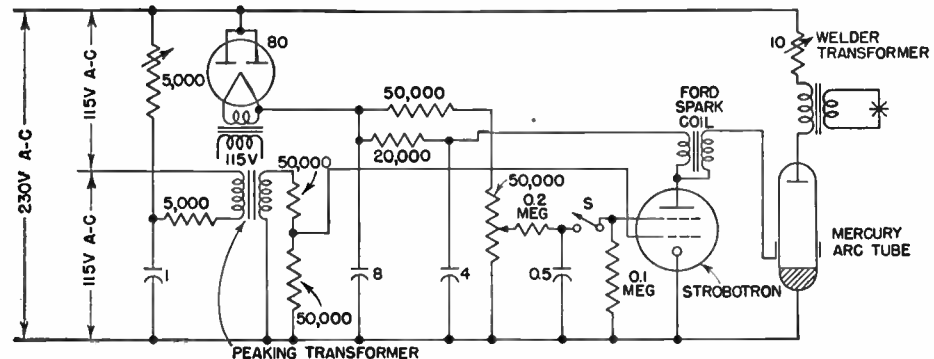 230V A-C
115V A-C
115V A-C
5,000
80
115V
50,000
5,000
1
50,000
PEAKING TRANSFORMER
50,000
20,000
8
4
50,000
0.2
MEG
S
0.5
0.1
MEG
FORD
SPARK
COIL
STROBOTRON
10
WELDER
TRANSFORMER
MERCURY
ARC TUBE